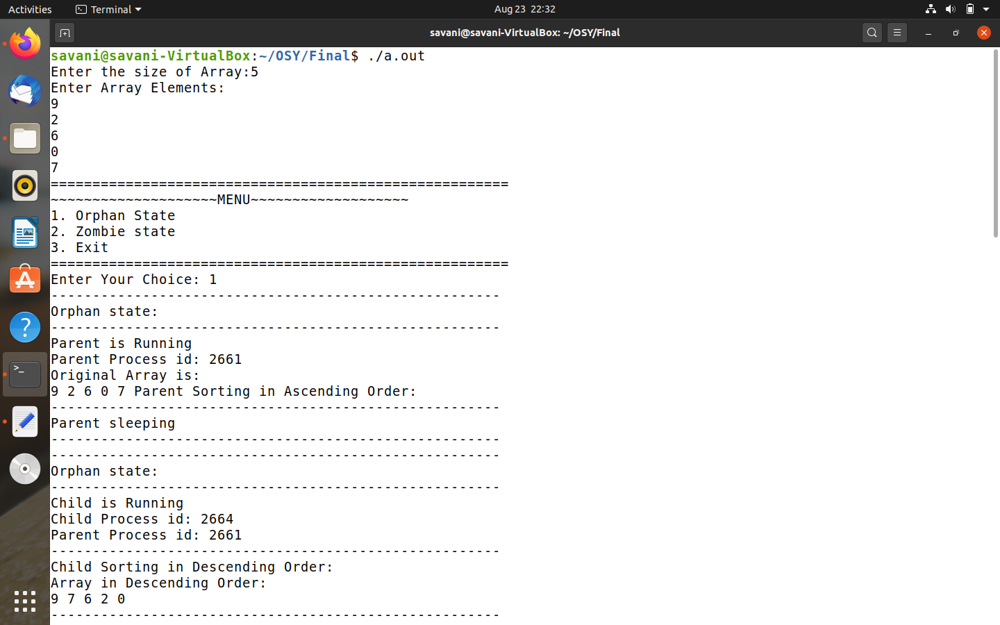 Activities
Terminal
Aug 23 22:32
savani@savani-VirtualBox: ~/OSY/Final
savani@savani-VirtualBox:~/OSY/Final$ ./a.out
Enter the size of Array:5
Enter Array Elements:
9
2
6
0
7
=======================================================
~~~~~~~~~~~~~~~~~~~~MENU~~~~~~~~~~~~~~~~~~~
1. Orphan State
2. Zombie state
3. Exit
=======================================================
Enter Your Choice: 1
------------------------------------------------------
Orphan state:
------------------------------------------------------
Parent is Running
Parent Process id: 2661
Original Array is:
9 2 6 0 7 Parent Sorting in Ascending Order:
------------------------------------------------------
Parent sleeping
------------------------------------------------------
------------------------------------------------------
Orphan state:
------------------------------------------------------
Child is Running
Child Process id: 2664
Parent Process id: 2661
------------------------------------------------------
Child Sorting in Descending Order:
Array in Descending Order:
9 7 6 2 0
------------------------------------------------------